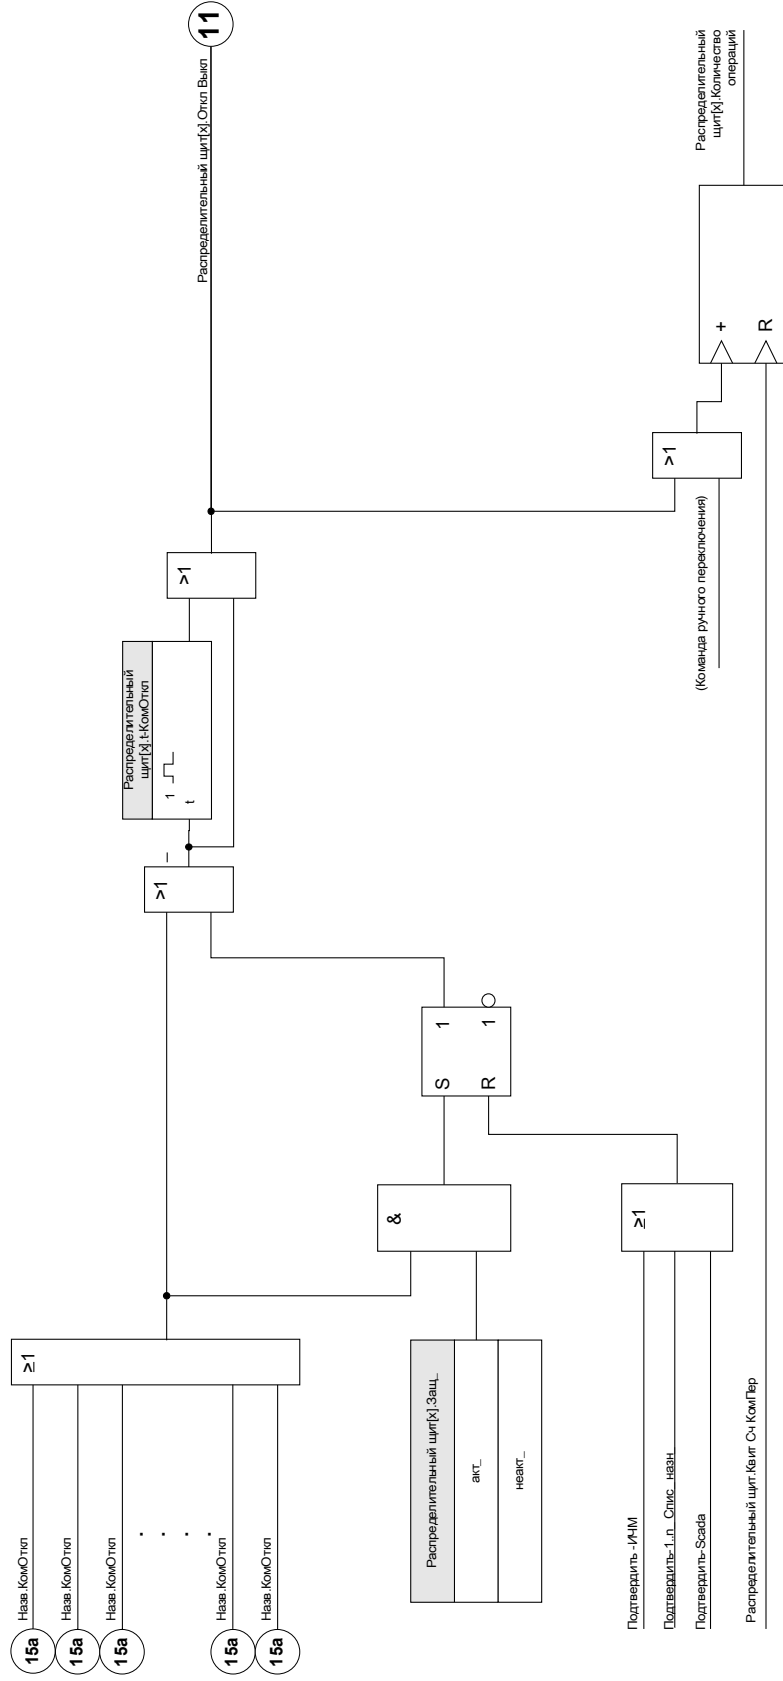 15a
Назв.КомОткл
15a
Назв.КомОткл
15a
Назв.КомОткл
. . . .
15a
Назв.КомОткл
15a
Назв.КомОткл
≥1
Распределительный щит[x].Защ_
акт_
неакт_
&
Подтвердить -ИЧМ
Подтвердить-1..n Спис назн
Подтвердить-Scada
≥1
S
1
R
1
>1
Распределительный
щит[x].t-КомОткл
1
t
>1
Распределительный щит[x].Откл Выкл
11
(Команда ручного переключения)
>1
Распределительный щит.Квит Сч КомПер
+
R
Распределительный
щит[x].Количество
операций